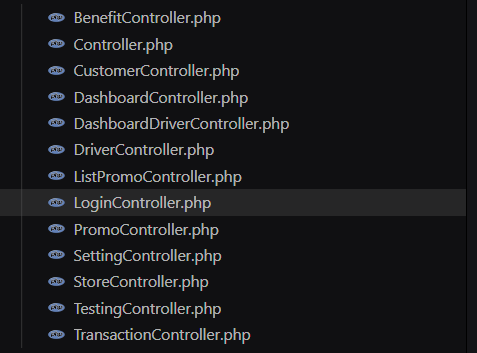 BenefitController.php
Controller.php
CustomerController.php
DashboardController.php
DashboardDriverController.php
DriverController.php
ListPromoController.php
LoginController.php
PromoController.php
SettingController.php
StoreController.php
TestingController.php
TransactionController.php